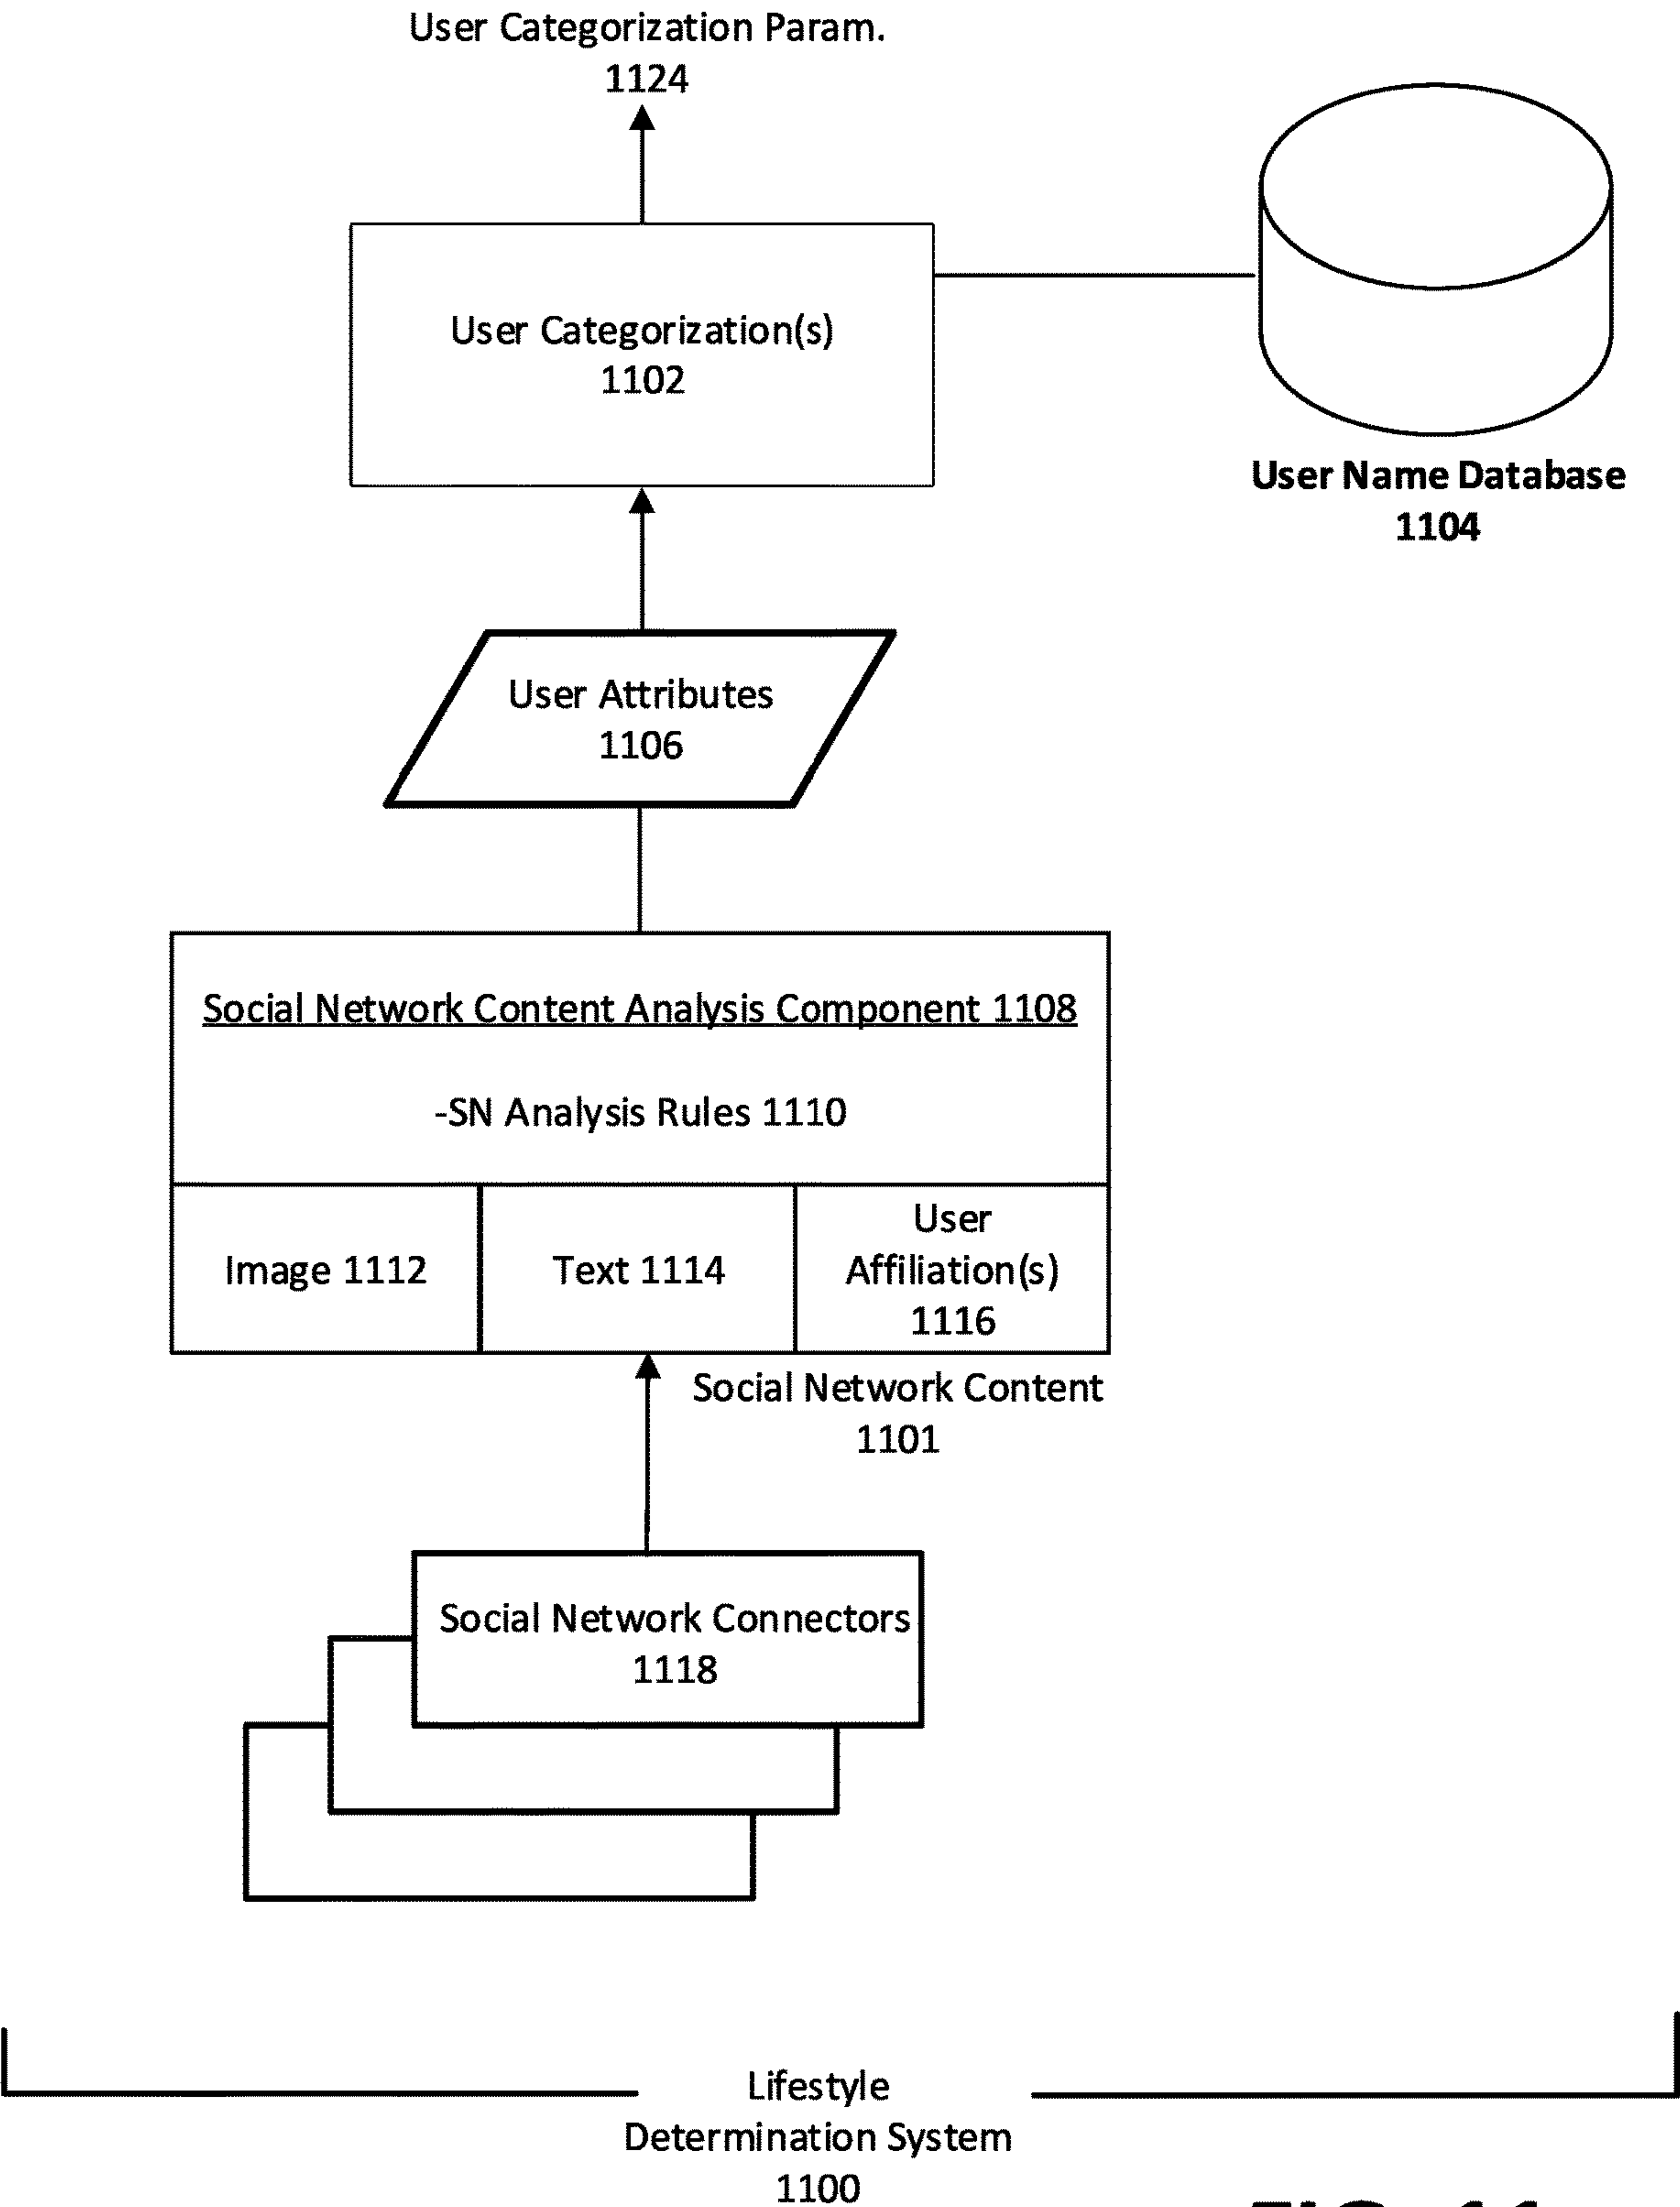 User Categorization Param.
1124
User Categorization(s)
1102
User Name Database
1104
User Attributes
1106
Social Network Content Analysis Component 1108
-SN Analysis Rules 1110
Image 1112
Text 1114
User
Affiliation(s)
1116
Social Network Content
1101
Social Network Connectors
1118
Lifestyle
Determination System
1100